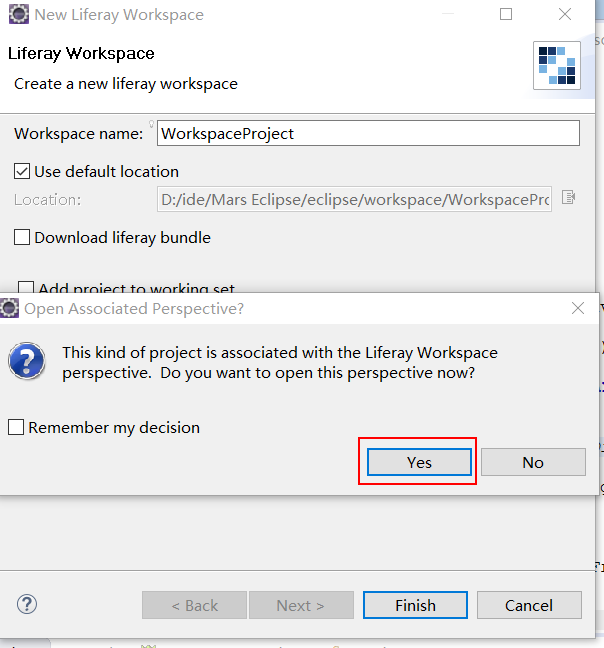 New Liferay Workspace
Liferay Workspace
Create a new liferay workspace
Workspace name:
WorkspaceProject
Use default location
Location:
D:/ide/Mars Eclipse/eclipse/workspace/WorkspacePro
Download liferay bundle
Add project to working set
Open Associated Perspective?
This kind of project is associated with the Liferay Workspace
perspective. Do you want to open this perspective now?
Remember my decision
Yes
No
< Back
Next >
Finish
Cancel